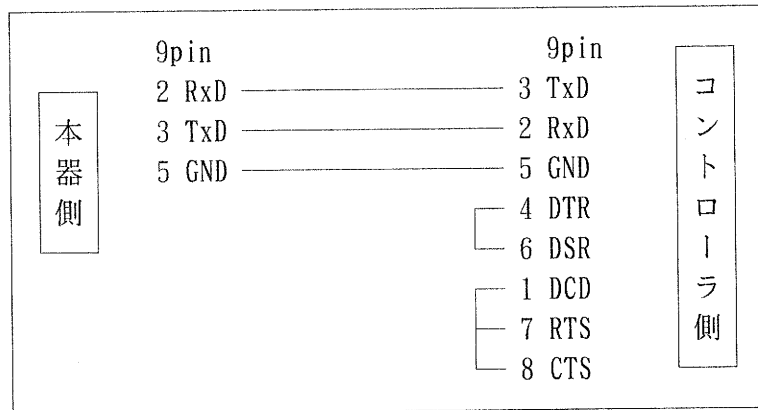 9pin 9pin
本器側
2 RxD 3 TxD
3 TxD 2 RxD
5 GND 5 GND
4 DTR
6 DSR
1 DCD
7 RTS
8 CTS
コントローラ側